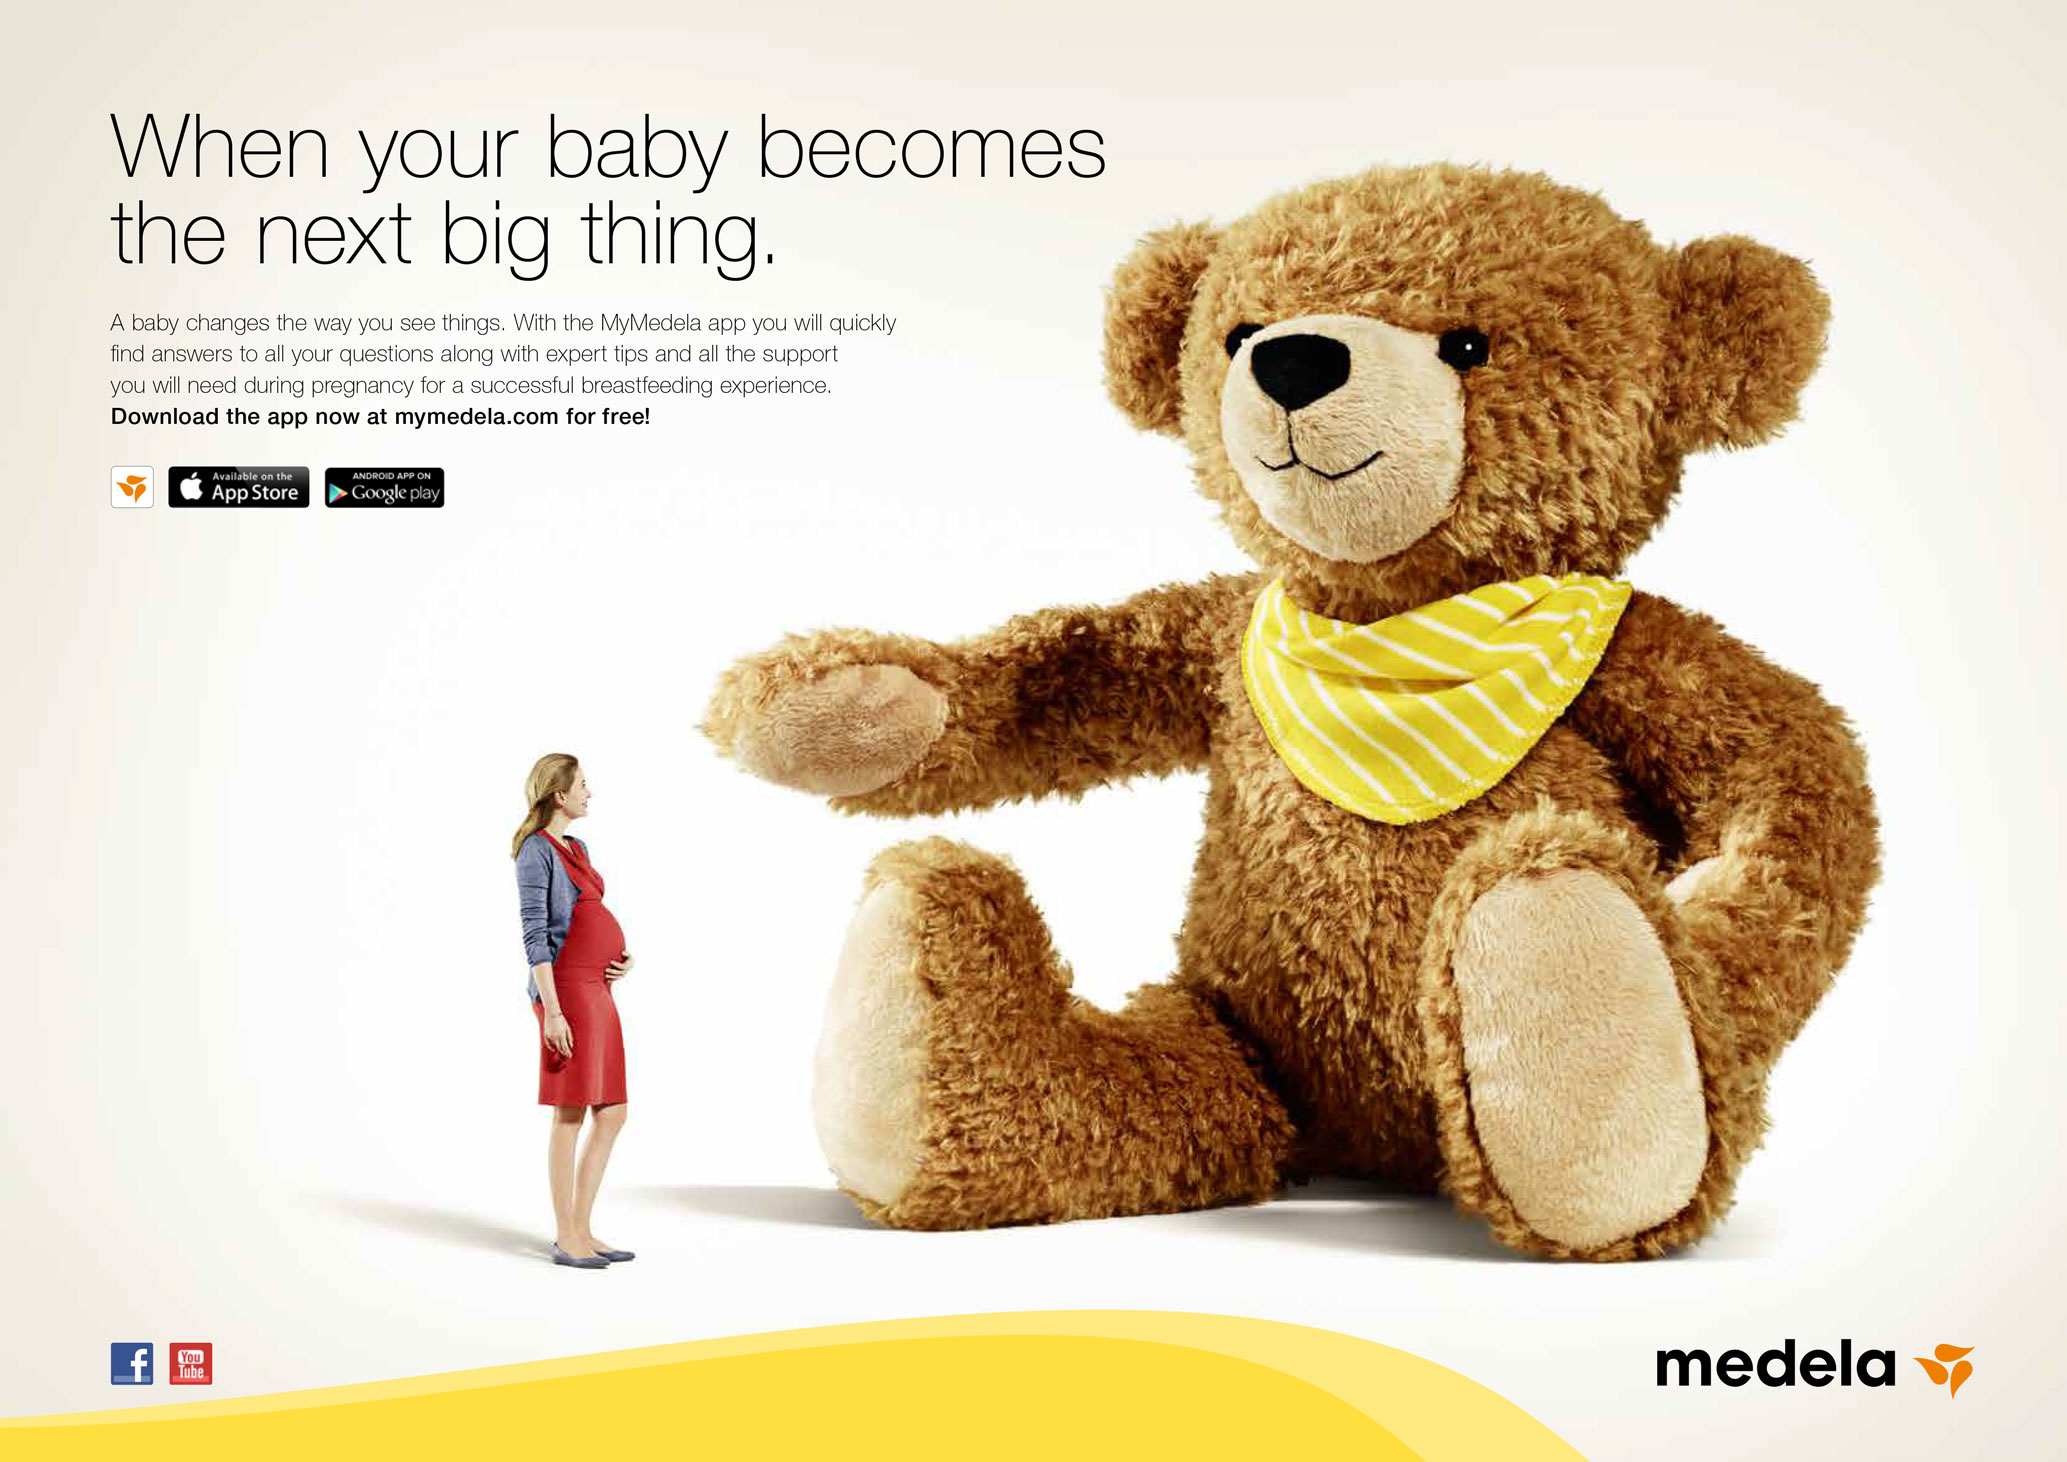 When your baby becomes
the next big thing.
A baby changes the way you see things. With the MyMedela app you will quickly
find answers to all your questions along with expert tips and all the support
you will need during pregnancy for a successful breastfeeding experience.
Download the app now at mymedela.com for free!
Available on the
App Store
ANDROID APP ON
Google play
f
You
Tube
medela